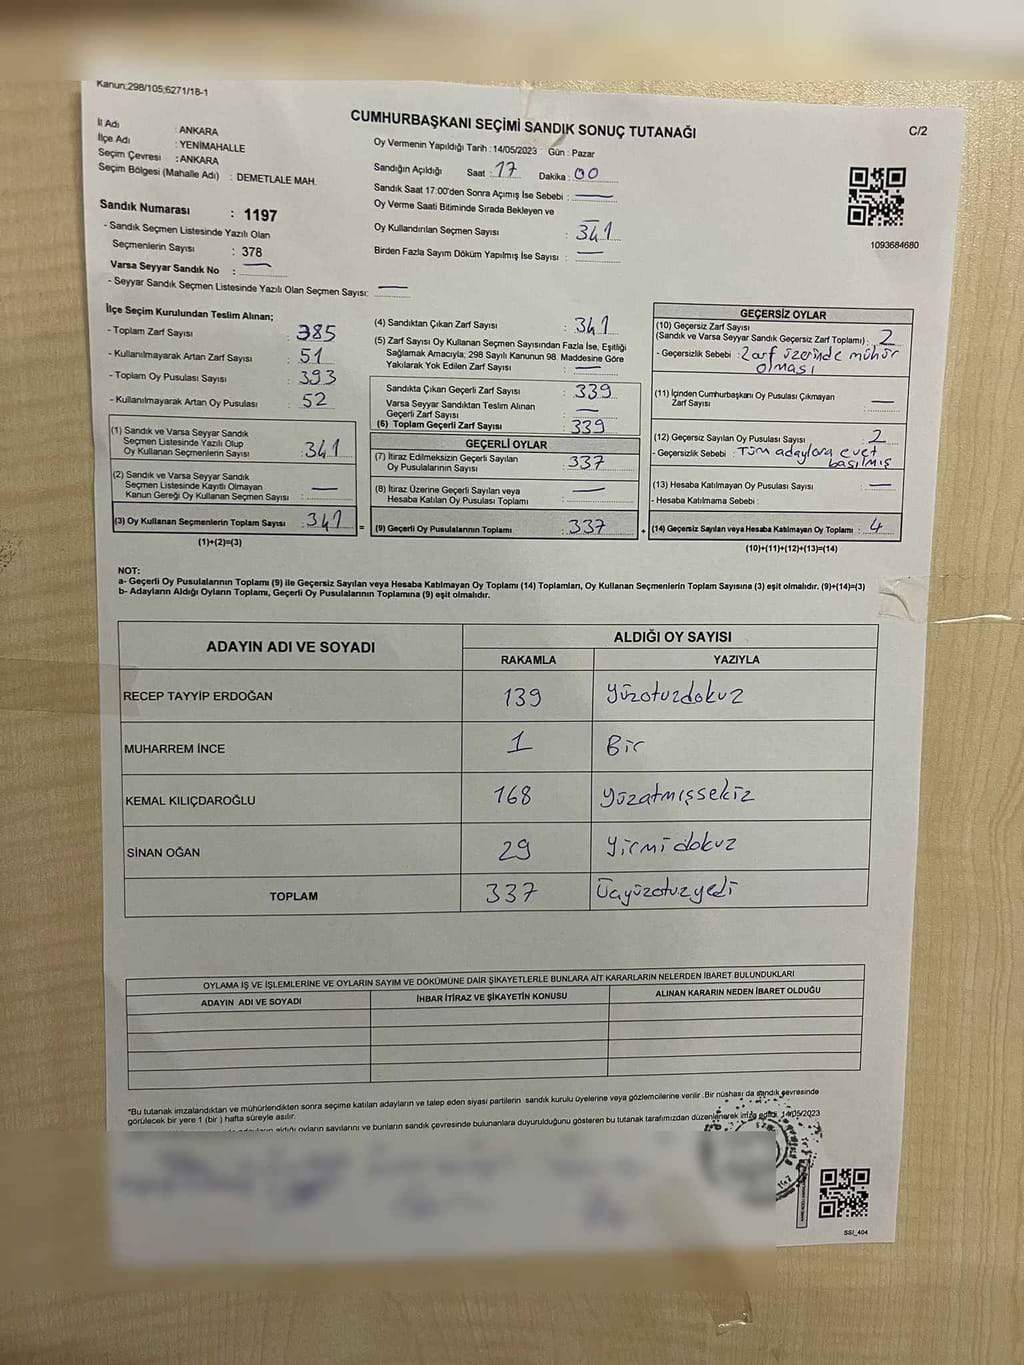 Kanun;298/105;6271/18-1
CUMHURBAŞKANI SEÇİMİ SANDIK SONUÇ TUTANAĞI
C/2
İl Adı : ANKARA
İlçe Adı : YENİMAHALLE
Seçim Çevresi : ANKARA
Seçim Bölgesi (Mahalle Adı) : DEMETLALE MAH.
Sandık Numarası : 1197
- Sandık Seçmen Listesinde Yazılı Olan
Seçmenlerin Sayısı : 378
Varsa Seyyar Sandık No : —
- Seyyar Sandık Seçmen Listesinde Yazılı Olan Seçmen Sayısı: —
Oy Vermenin Yapıldığı Tarih : 14/05/2023 Gün : Pazar
Sandığın Açıldığı Saat : 17 Dakika : 00
Sandık Saat 17:00'den Sonra Açımış İse Sebebi : —
Oy Verme Saati Bitiminde Sırada Bekleyen ve
Oy Kullandırılan Seçmen Sayısı : 341
Birden Fazla Sayım Döküm Yapılmış İse Sayısı : —
1093684680
İlçe Seçim Kurulundan Teslim Alınan;
- Toplam Zarf Sayısı : 385
- Kullanılmayarak Artan Zarf Sayısı : 51
- Toplam Oy Pusulası Sayısı : 393
- Kullanılmayarak Artan Oy Pusulası : 52
(1) Sandık ve Varsa Seyyar Sandık
Seçmen Listesinde Yazılı Olup
Oy Kullanan Seçmenlerin Sayısı : 341
(2) Sandık ve Varsa Seyyar Sandık
Seçmen Listesinde Kayıtlı Olmayan
Kanun Gereği Oy Kullanan Seçmen Sayısı : —
(3) Oy Kullanan Seçmenlerin Toplam Sayısı : 341
(1)+(2)=(3)
=
(4) Sandıktan Çıkan Zarf Sayısı : 341
(5) Zarf Sayısı Oy Kullanan Seçmen Sayısından Fazla İse, Eşitliği
Sağlamak Amacıyla; 298 Sayılı Kanunun 98. Maddesine Göre
Yakılarak Yok Edilen Zarf Sayısı : —
Sandıkta Çıkan Geçerli Zarf Sayısı : 339
Varsa Seyyar Sandıktan Teslim Alınan
Geçerli Zarf Sayısı : —
(6) Toplam Geçerli Zarf Sayısı : 339
GEÇERLİ OYLAR
(7) İtiraz Edilmeksizin Geçerli Sayılan
Oy Pusulalarının Sayısı : 337
(8) İtiraz Üzerine Geçerli Sayılan veya
Hesaba Katılan Oy Pusulası Toplamı : —
(9) Geçerli Oy Pusulalarının Toplamı : 337
+
GEÇERSİZ OYLAR
(10) Geçersiz Zarf Sayısı
(Sandık ve Varsa Seyyar Sandık Geçersiz Zarf Toplamı) : 2
- Geçersizlik Sebebi : Zarf üzerinde mühür
olması
(11) İçinden Cumhurbaşkanı Oy Pusulası Çıkmayan
Zarf Sayısı : —
(12) Geçersiz Sayılan Oy Pusulası Sayısı : 2
- Geçersizlik Sebebi : Tüm adaylara evet
basılmış
(13) Hesaba Katılmayan Oy Pusulası Sayısı : —
- Hesaba Katılmama Sebebi :
(14) Geçersiz Sayılan veya Hesaba Katılmayan Oy Toplamı : 4
(10)+(11)+(12)+(13)=(14)
NOT:
a- Geçerli Oy Pusulalarının Toplamı (9) ile Geçersiz Sayılan veya Hesaba Katılmayan Oy Toplamı (14) Toplamları, Oy Kullanan Seçmenlerin Toplam Sayısına (3) eşit olmalıdır. (9)+(14)=(3)
b- Adayların Aldığı Oyların Toplamı, Geçerli Oy Pusulalarının Toplamına (9) eşit olmalıdır.
ADAYIN ADI VE SOYADI
ALDIĞI OY SAYISI
RAKAMLA YAZIYLA
RECEP TAYYİP ERDOĞAN 139 yüzotuzdokuz
MUHARREM İNCE 1 Bir
KEMAL KILIÇDAROĞLU 168 yüzatmışsekiz
SİNAN OĞAN 29 yirmidokuz
TOPLAM 337 Üçyüzotuzyedi
OYLAMA İŞ VE İŞLEMLERİNE VE OYLARIN SAYIM VE DÖKÜMÜNE DAİR ŞİKAYETLERLE BUNLARA AİT KARARLARIN NELERDEN İBARET BULUNDUKLARI
ADAYIN ADI VE SOYADI İHBAR İTİRAZ VE ŞİKAYETİN KONUSU ALINAN KARARIN NEDEN İBARET OLDUĞU
*Bu tutanak imzalandıktan ve mühürlendikten sonra seçime katılan adayların ve talep eden siyasi partilerin sandık kurulu üyelerine veya gözlemcilerine verilir. Bir nüshası da sandık çevresinde
görülecek bir yere 1 (bir ) hafta süreyle asılır.
aldığı oyların sayılarını ve bunların sandık çevresinde bulunanlara duyurulduğunu gösteren bu tutanak tarafımızdan düzenlenerek imza edildi. 14/05/2023
SSI_404